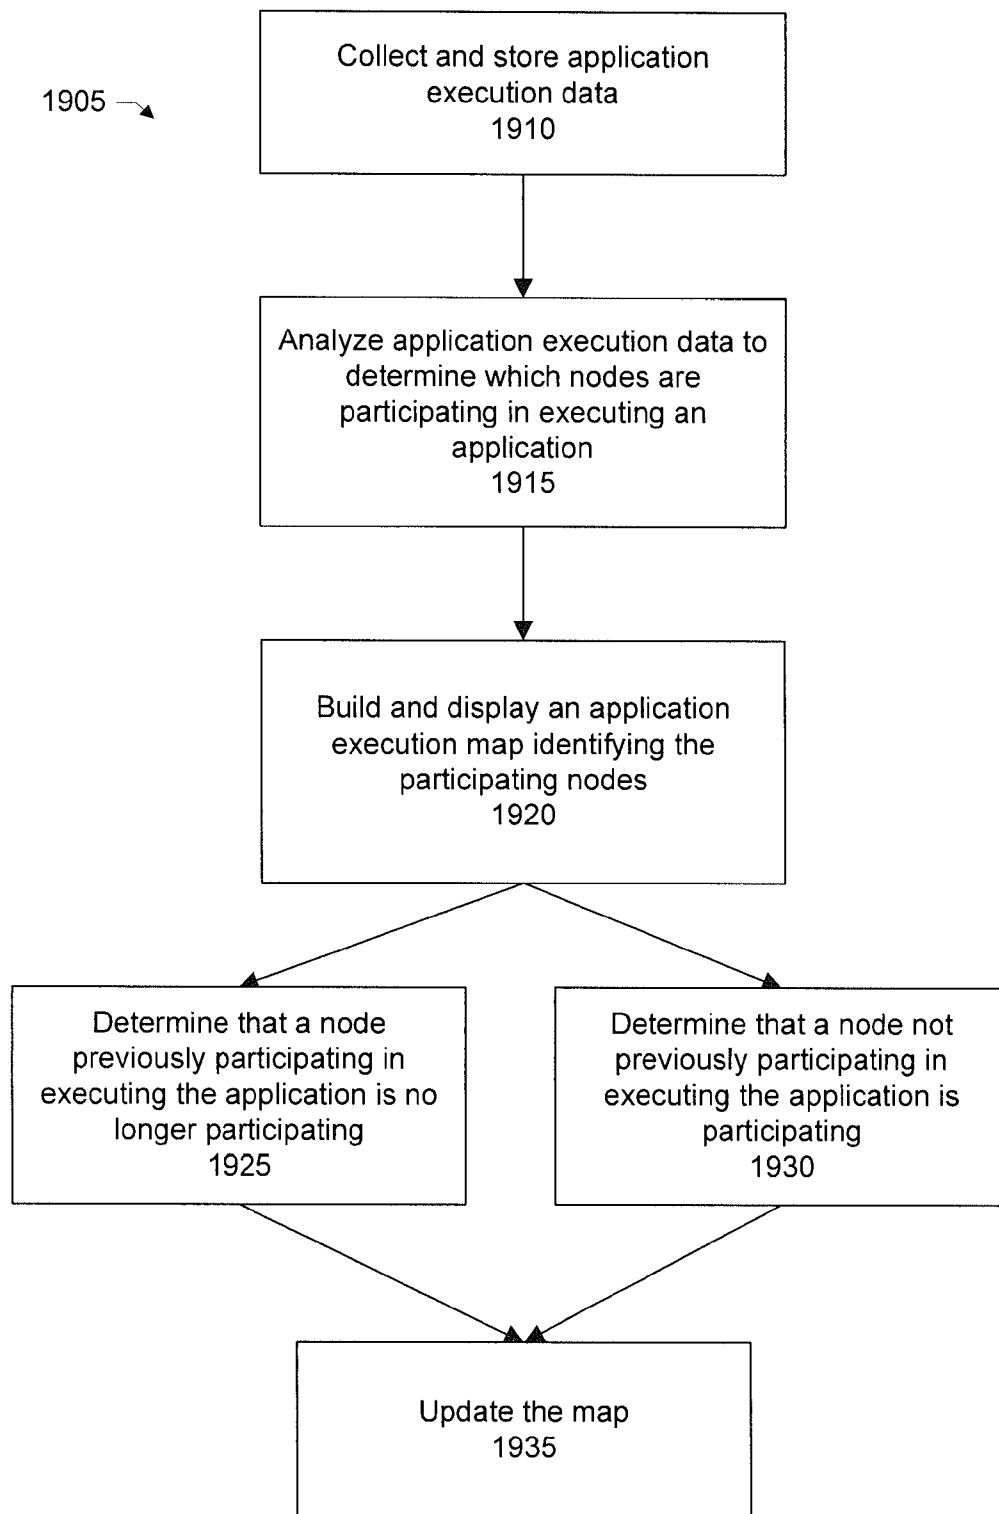 Collect and store application
execution data
1910
1905
Analyze application execution data to
determine which nodes are
participating in executing an
application
1915
Build and display an application
execution map identifying the
participating nodes
1920
Determine that a node
previously participating in
executing the application is no
longer participating
1925
Determine that a node not
previously participating in
executing the application is
participating
1930
Update the map
1935